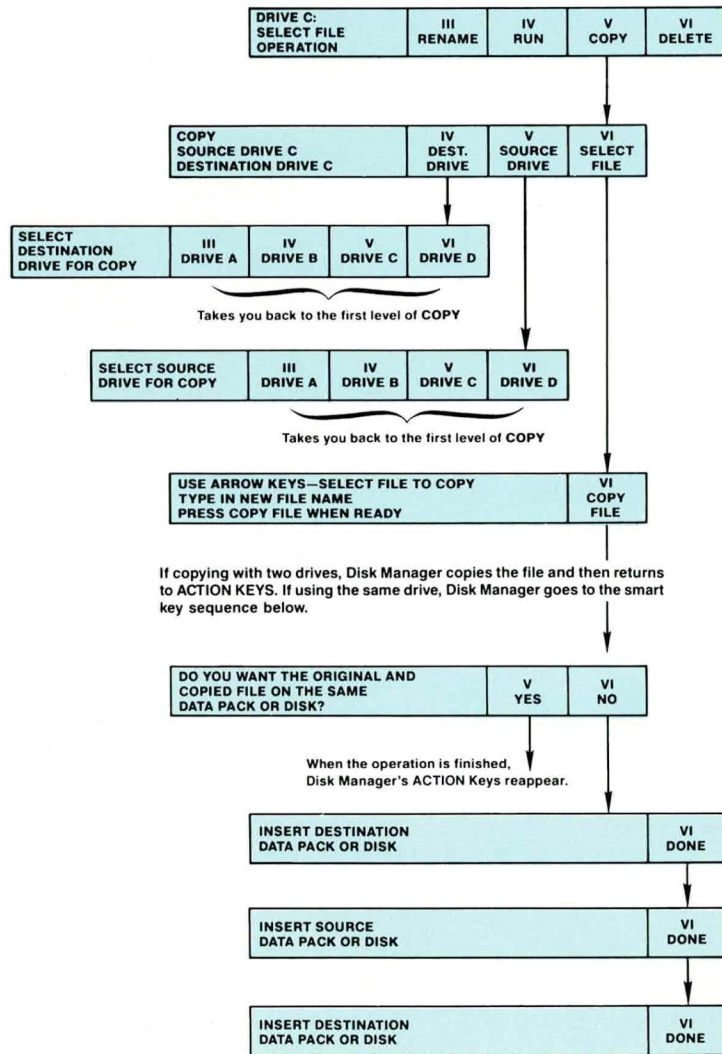 DRIVE C:
SELECT FILE
OPERATION
III
RENAME
IV
RUN
V
COPY
VI
DELETE
COPY
SOURCE DRIVE C
DESTINATION DRIVE C
IV
DEST.
DRIVE
V
SOURCE
DRIVE
VI
SELECT
FILE
SELECT
DESTINATION
DRIVE FOR COPY
III
DRIVE A
IV
DRIVE B
V
DRIVE C
VI
DRIVE D
Takes you back to the first level of COPY
SELECT SOURCE
DRIVE FOR COPY
III
DRIVE A
IV
DRIVE B
V
DRIVE C
VI
DRIVE D
Takes you back to the first level of COPY
USE ARROW KEYS—SELECT FILE TO COPY
TYPE IN NEW FILE NAME
PRESS COPY FILE WHEN READY
VI
COPY
FILE
If copying with two drives, Disk Manager copies the file and then returns
to ACTION KEYS. If using the same drive, Disk Manager goes to the smart
key sequence below.
DO YOU WANT THE ORIGINAL AND
COPIED FILE ON THE SAME
DATA PACK OR DISK?
V
YES
VI
NO
When the operation is finished,
Disk Manager's ACTION Keys reappear.
INSERT DESTINATION
DATA PACK OR DISK
VI
DONE
INSERT SOURCE
DATA PACK OR DISK
VI
DONE
INSERT DESTINATION
DATA PACK OR DISK
VI
DONE